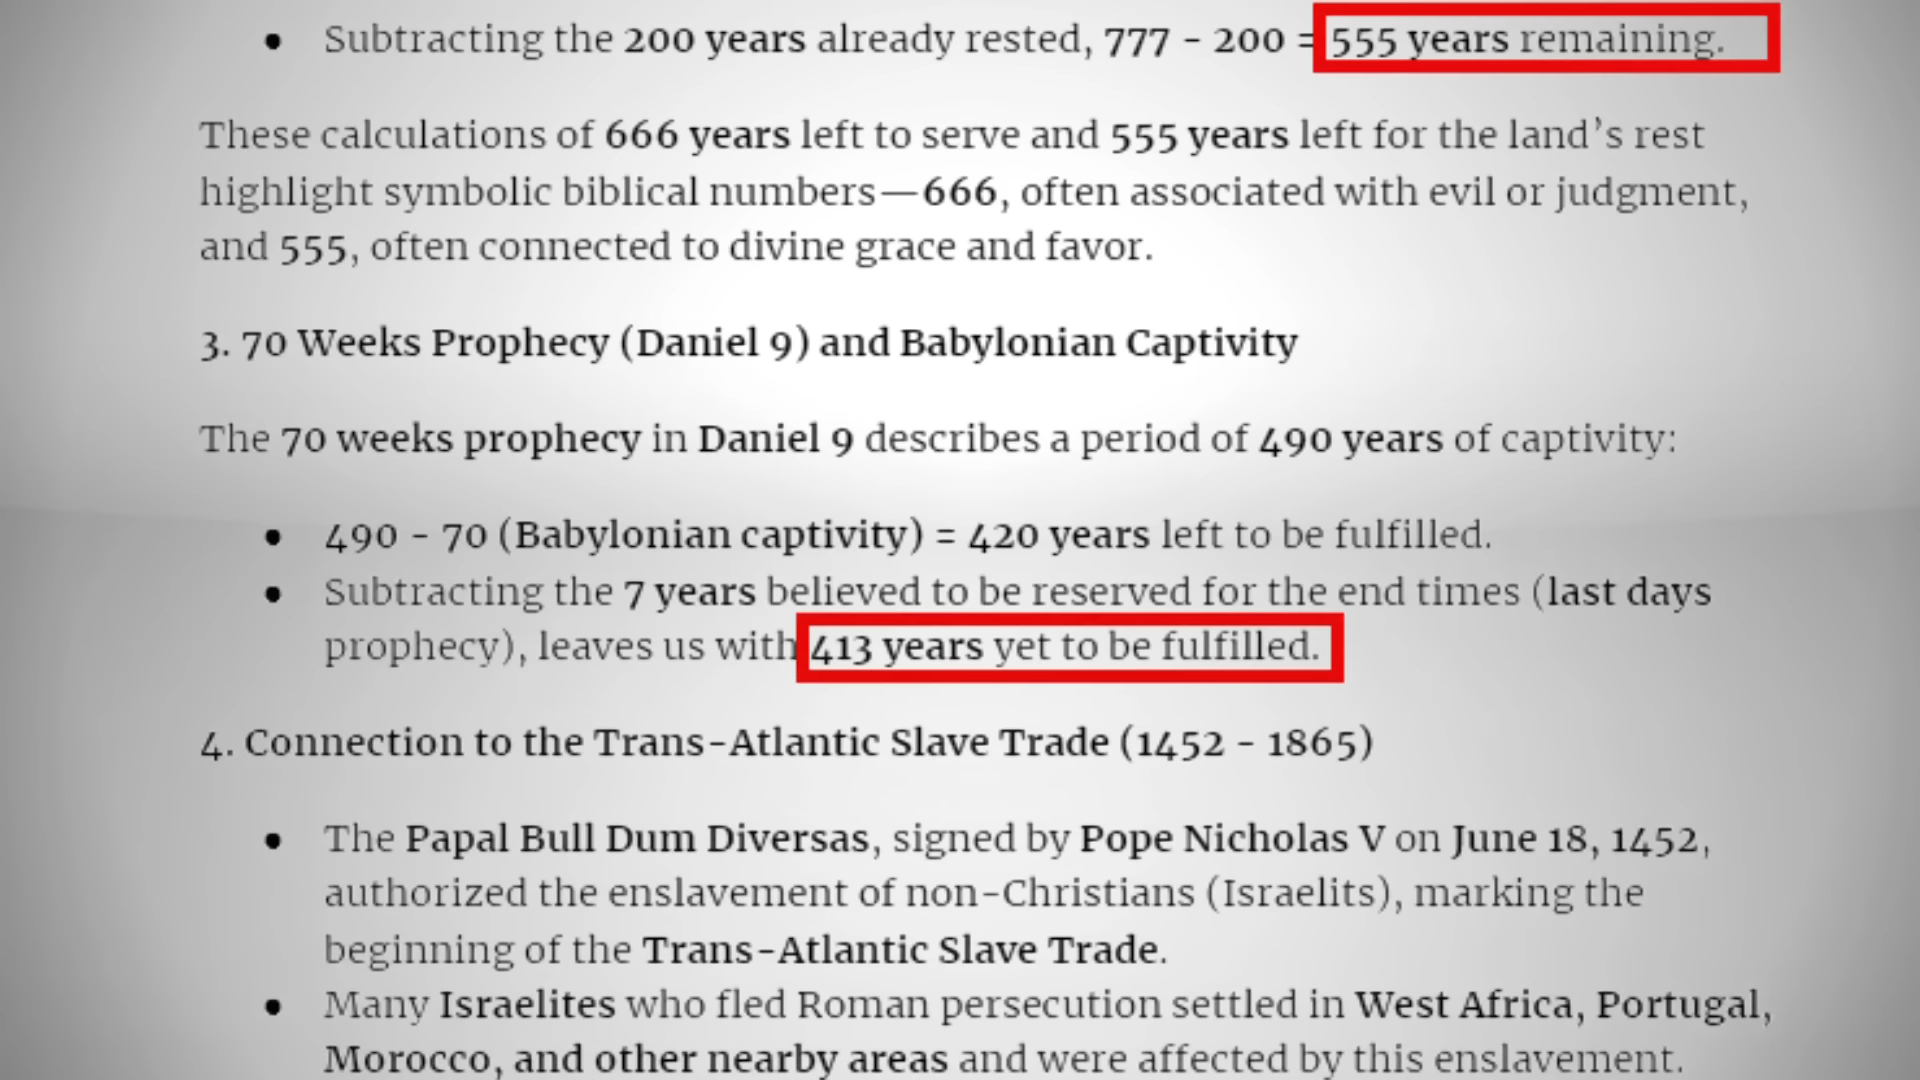 • Subtracting the 200 years already rested, 777 - 200 = 555 years remaining.
These calculations of 666 years left to serve and 555 years left for the land’s rest
highlight symbolic biblical numbers—666, often associated with evil or judgment,
and 555, often connected to divine grace and favor.
3. 70 Weeks Prophecy (Daniel 9) and Babylonian Captivity
The 70 weeks prophecy in Daniel 9 describes a period of 490 years of captivity:
• 490 - 70 (Babylonian captivity) = 420 years left to be fulfilled.
• Subtracting the 7 years believed to be reserved for the end times (last days
prophecy), leaves us with 413 years yet to be fulfilled.
4. Connection to the Trans-Atlantic Slave Trade (1452 - 1865)
• The Papal Bull Dum Diversas, signed by Pope Nicholas V on June 18, 1452,
authorized the enslavement of non-Christians (Israelits), marking the
beginning of the Trans-Atlantic Slave Trade.
• Many Israelites who fled Roman persecution settled in West Africa, Portugal,
Morocco, and other nearby areas and were affected by this enslavement.